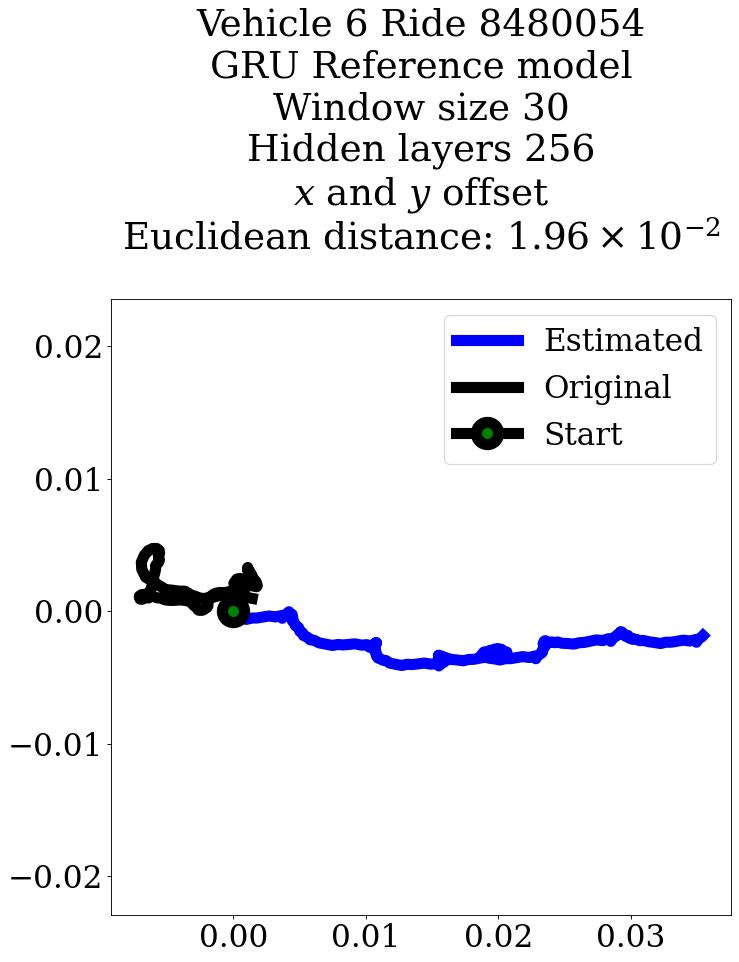 Vehicle 6 Ride 8480054
GRU Reference model
Window size 30
Hidden layers 256
x and y offset
Euclidean distance: 1.96 × 10⁻²
Estimated
Original
Start
0.02
0.01
0.00
−0.01
−0.02
0.00 0.01 0.02 0.03